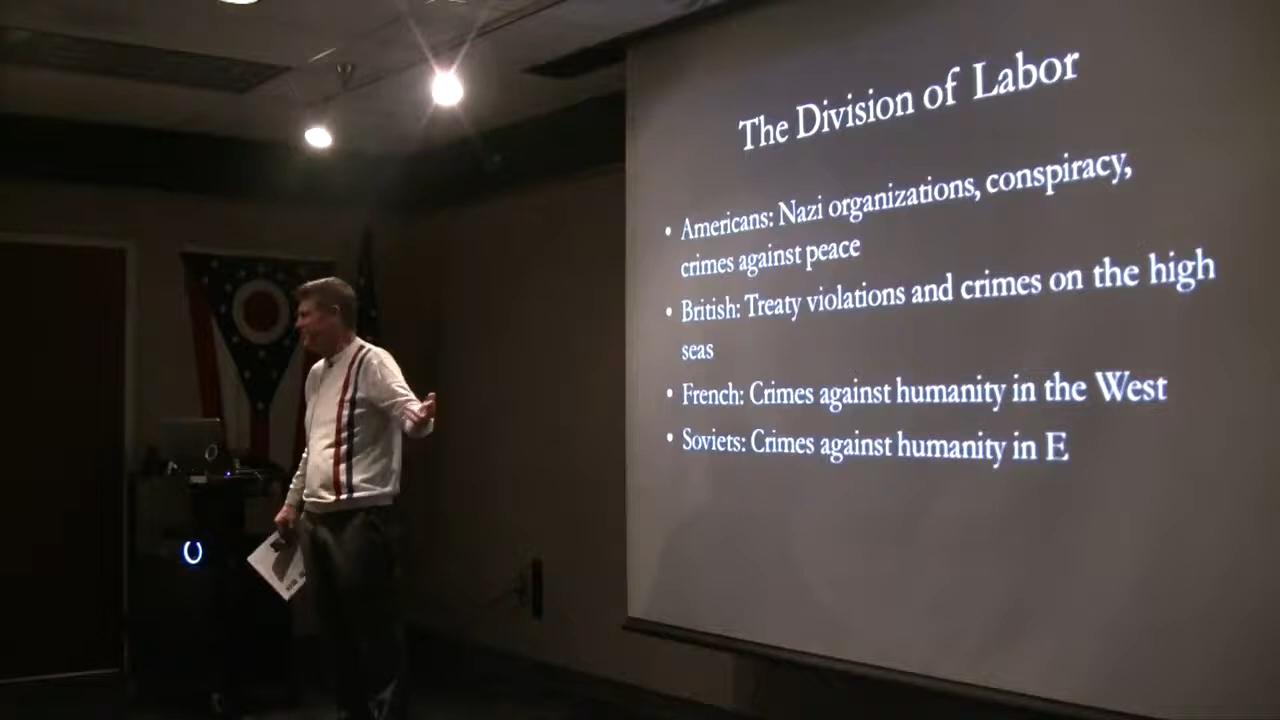 The Division of Labor
• Americans: Nazi organizations, conspiracy,
crimes against peace
• British: Treaty violations and crimes on the high
seas
• French: Crimes against humanity in the West
• Soviets: Crimes against humanity in E